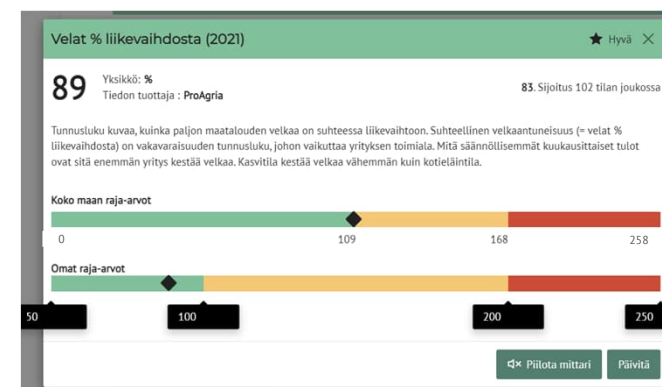 Velat % liikevaihdosta (2021)
Hyvä
89
Yksikkö: %
Tiedon tuottaja : ProAgria
83. Sijoitus 102 tilan joukossa
Tunnusluku kuvaa, kuinka paljon maatalouden velkaa on suhteessa liikevaihtoon. Suhteellinen velkaantuneisuus (= velat %
liikevaihdosta) on vakavaraisuuden tunnusluku, johon vaikuttaa yrityksen toimiala. Mitä säännöllisemmät kuukausittaiset tulot
ovat sitä enemmän yritys kestää velkaa. Kasvitila kestää velkaa vähemmän kuin kotieläintila.
Koko maan raja-arvot
0 109 168 258
Omat raja-arvot
50 100 200 250
Piilota mittari Päivitä